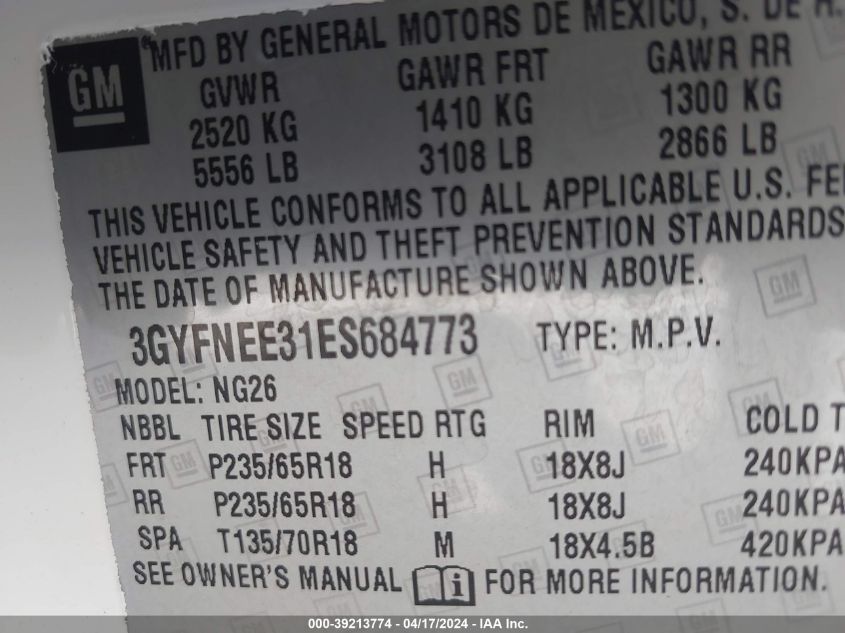 GM ® MFD BY GENERAL MOTORS DE MEXICO, S. DE R.
GVWR GAWR FRT GAWR RR
2520 KG 1410 KG 1300 KG
5556 LB 3108 LB 2866 LB
THIS VEHICLE CONFORMS TO ALL APPLICABLE U.S. FE
VEHICLE SAFETY AND THEFT PREVENTION STANDARDS
THE DATE OF MANUFACTURE SHOWN ABOVE.
3GYFNEE31ES684773 TYPE: M.P.V.
MODEL: NG26
NBBL TIRE SIZE SPEED RTG RIM COLD T
FRT P235/65R18 H 18X8J 240KPA
RR P235/65R18 H 18X8J 240KPA
SPA T135/70R18 M 18X4.5B 420KPA
SEE OWNER'S MANUAL i FOR MORE INFORMATION.
000-39213774 - 04/17/2024 - IAA Inc.